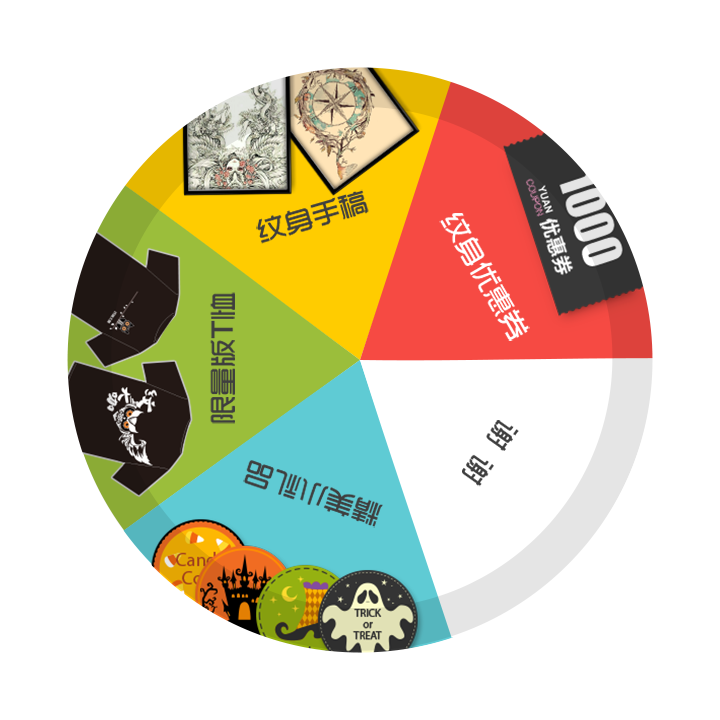 纹身手稿
纹身优惠券
1000
YUAN
COUPON
优惠券
谢 谢
精美小礼品
Cand
Co
TRICK
or
TREAT
限量版T恤